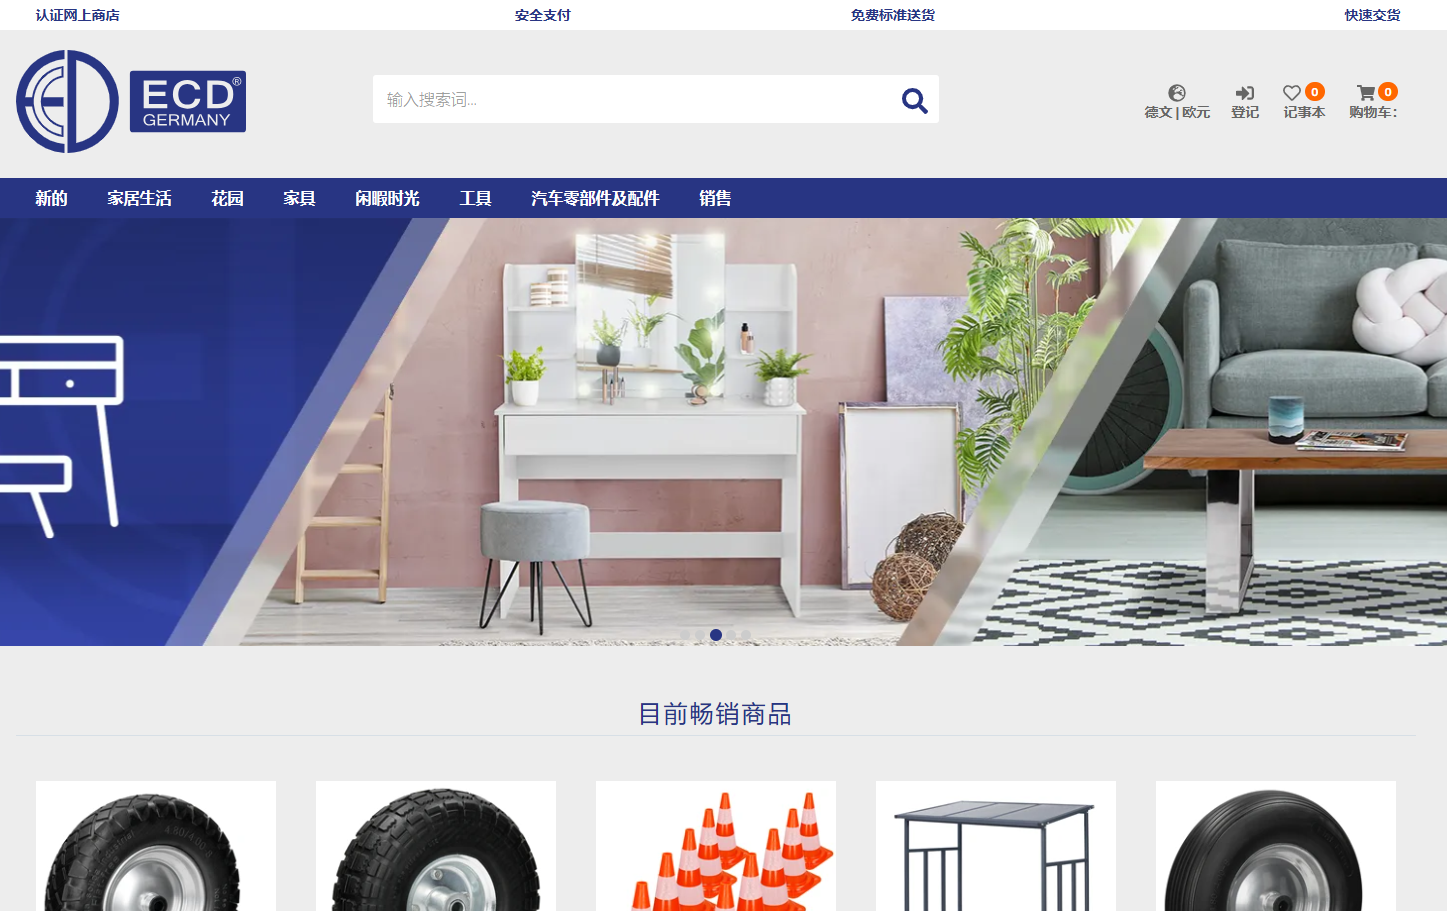 认证网上商店
安全支付
免费标准送货
快速交货
ECD®
GERMANY
输入搜索词...
德文 | 欧元
登记
0
记事本
0
购物车:
新的
家居生活
花园
家具
闲暇时光
工具
汽车零部件及配件
销售
目前畅销商品